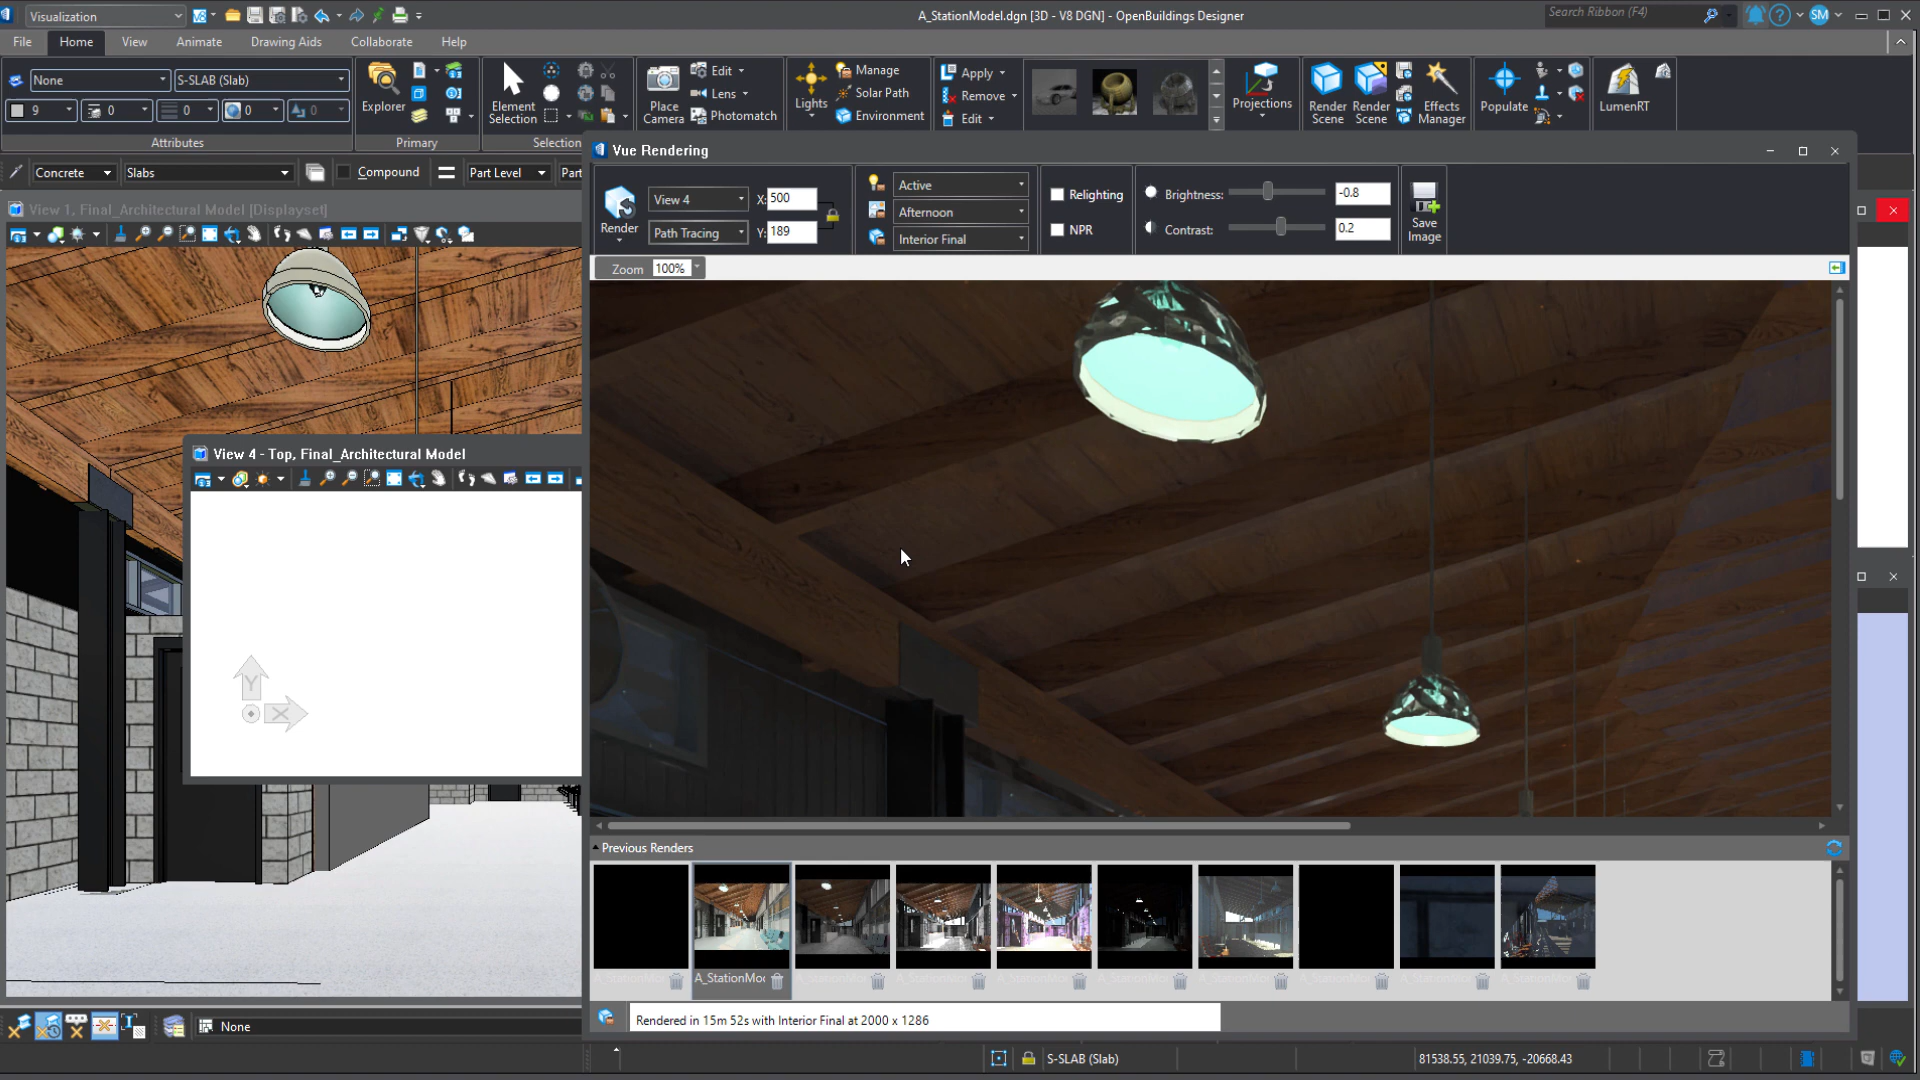 Visualization
A_StationModel.dgn [3D - V8 DGN] - OpenBuildings Designer
Search Ribbon (F4)
SM
File
Home
View
Animate
Drawing Aids
Collaborate
Help
None
S-SLAB (Slab)
9
0
0
0
0
Attributes
Explorer
Primary
Element
Selection
Selection
Place
Camera
Edit
Lens
Photomatch
Lights
Manage
Solar Path
Environment
Apply
Remove
Edit
Projections
Render
Scene
Render
Scene
Effects
Manager
Populate
LumenRT
Concrete
Slabs
Compound
Part Level
Part
View 1, Final_Architectural Model [Displayset]
Vue Rendering
Render
View 4
Path Tracing
X: 500
Y: 189
Active
Afternoon
Interior Final
Relighting
NPR
Brightness: -0.8
Contrast: 0.2
Save
Image
Zoom 100%
View 4 - Top, Final_Architectural Model
Y
X
Previous Renders
A_StationMod
Rendered in 15m 52s with Interior Final at 2000 x 1286
None
S-SLAB (Slab)
81538.55, 21039.75, -20668.43